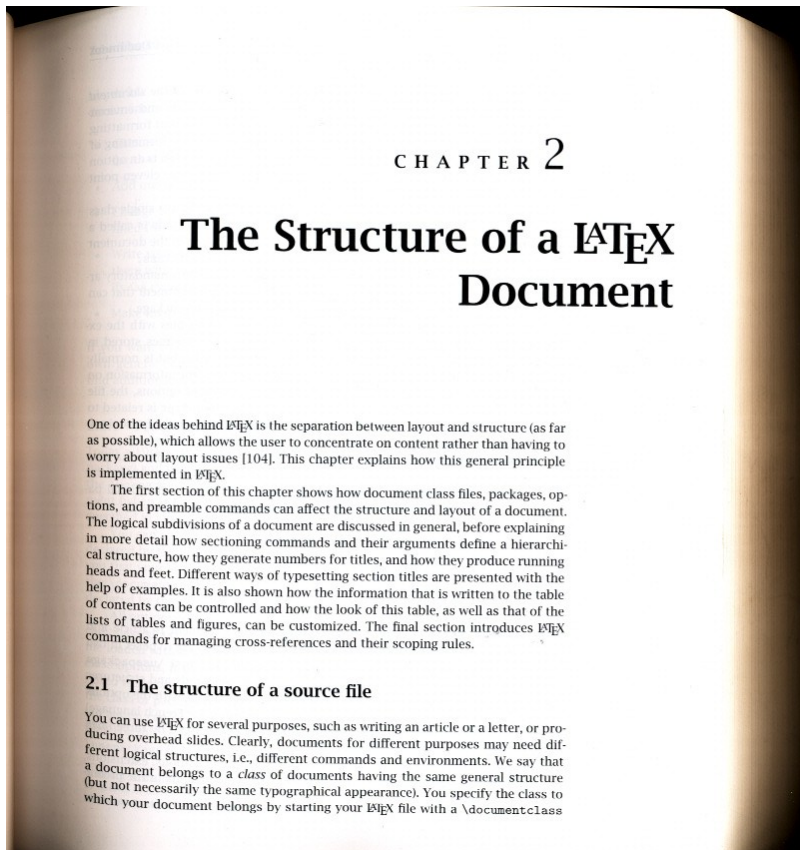 CHAPTER 2
The Structure of a LATEX
Document
One of the ideas behind LATEX is the separation between layout and structure (as far
as possible), which allows the user to concentrate on content rather than having to
worry about layout issues [104]. This chapter explains how this general principle
is implemented in LATEX.
The first section of this chapter shows how document class files, packages, op-
tions, and preamble commands can affect the structure and layout of a document.
The logical subdivisions of a document are discussed in general, before explaining
in more detail how sectioning commands and their arguments define a hierarchi-
cal structure, how they generate numbers for titles, and how they produce running
heads and feet. Different ways of typesetting section titles are presented with the
help of examples. It is also shown how the information that is written to the table
of contents can be controlled and how the look of this table, as well as that of the
lists of tables and figures, can be customized. The final section introduces LATEX
commands for managing cross-references and their scoping rules.
2.1 The structure of a source file
You can use LATEX for several purposes, such as writing an article or a letter, or pro-
ducing overhead slides. Clearly, documents for different purposes may need dif-
ferent logical structures, i.e., different commands and environments. We say that
a document belongs to a class of documents having the same general structure
(but not necessarily the same typographical appearance). You specify the class to
which your document belongs by starting your LATEX file with a \documentclass